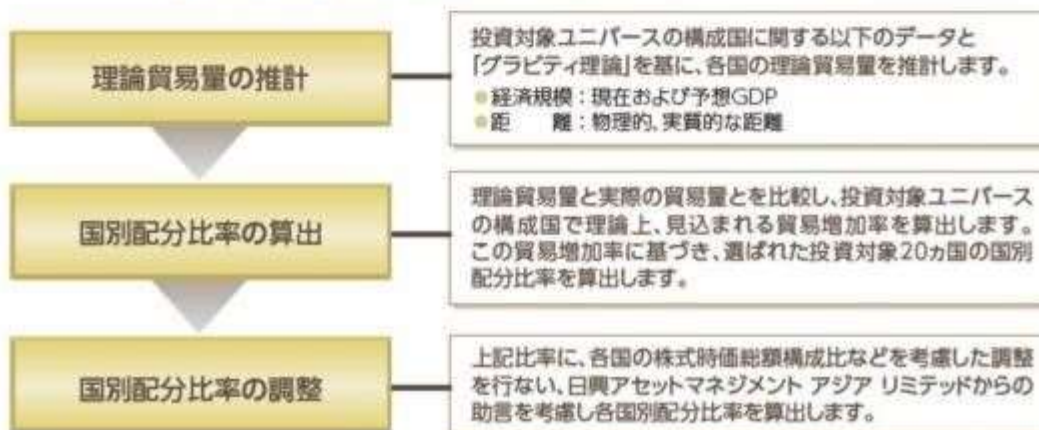 理論貿易量の推計
投資対象ユニバースの構成国に関する以下のデータと
「グラビティ理論」を基に、各国の理論貿易量を推計します。
●経済規模：現在および予想GDP
●距　　離：物理的、実質的な距離
国別配分比率の算出
理論貿易量と実際の貿易量とを比較し、投資対象ユニバース
の構成国で理論上、見込まれる貿易増加率を算出します。
この貿易増加率に基づき、選ばれた投資対象20ヵ国の国別
配分比率を算出します。
国別配分比率の調整
上記比率に、各国の株式時価総額構成比などを考慮した調整
を行ない、日興アセットマネジメント アジア リミテッドからの
助言を考慮し各国別配分比率を算出します。